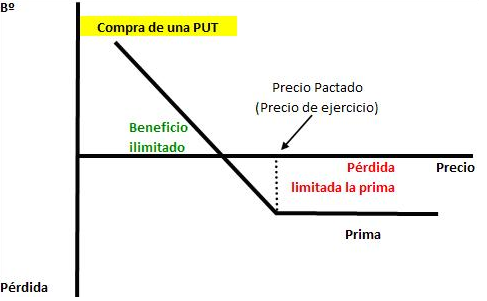 Bº
Compra de una PUT
Precio Pactado
(Precio de ejercicio)
Beneficio
ilimitado
Pérdida
limitada la prima
Precio
Prima
Pérdida